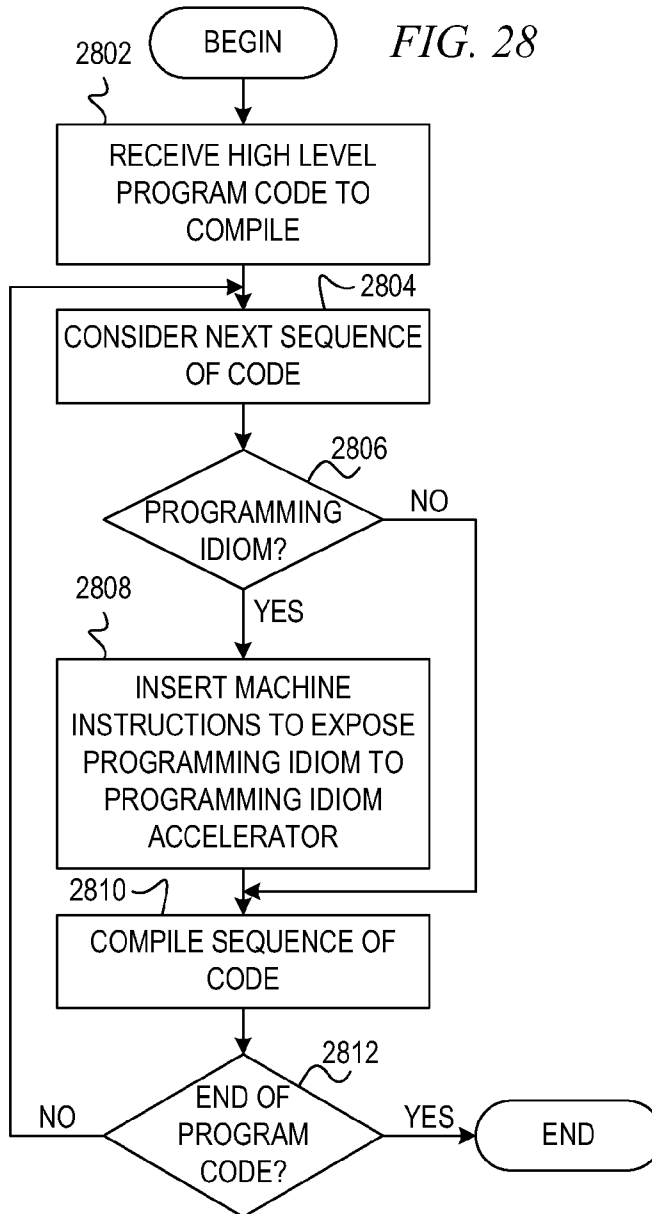 BEGIN
FIG. 28
2802
RECEIVE HIGH LEVEL
PROGRAM CODE TO
COMPILE
2804
CONSIDER NEXT SEQUENCE
OF CODE
2806
PROGRAMMING
IDIOM?
NO
YES
2808
INSERT MACHINE
INSTRUCTIONS TO EXPOSE
PROGRAMMING IDIOM TO
PROGRAMMING IDIOM
ACCELERATOR
2810
COMPILE SEQUENCE OF
CODE
2812
END OF
PROGRAM
CODE?
NO
YES
END